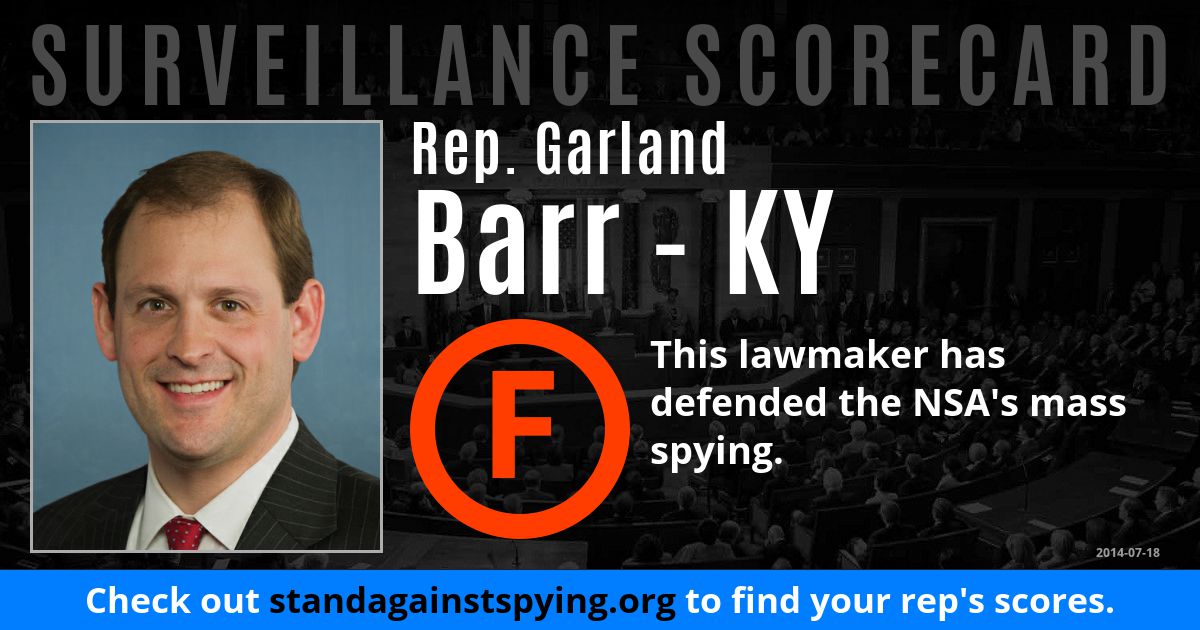 SURVEILLANCE SCORECARD
Rep. Garland
Barr - KY
F
This lawmaker has
defended the NSA's mass
spying.
2014-07-18
Check out standagainstspying.org to find your rep's scores.